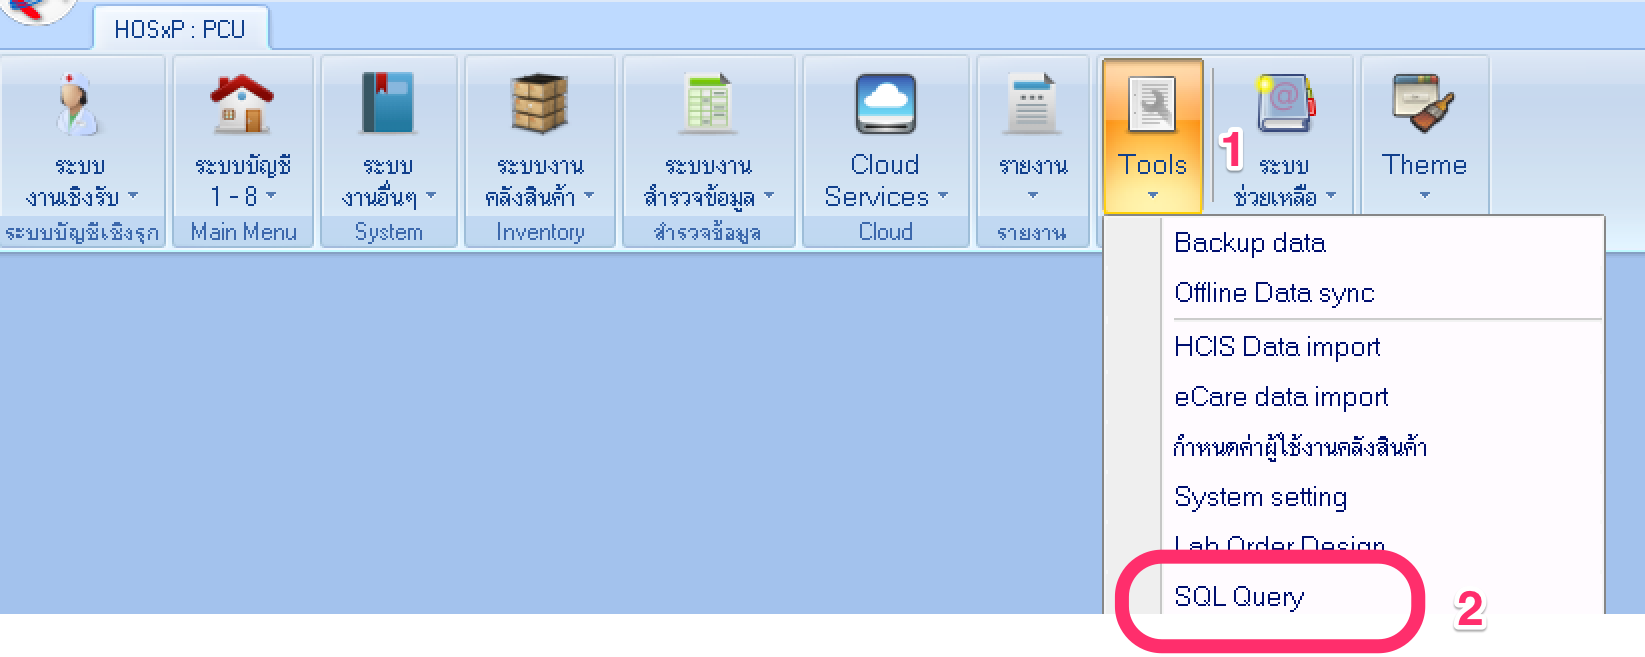 HOSxP : PCU
ระบบ
งานเชิงรับ
ระบบบัญชีเชิงรุก
ระบบบัญชี
1 - 8
Main Menu
ระบบ
งานอื่นๆ
System
ระบบงาน
คลังสินค้า
Inventory
ระบบงาน
สำรวจข้อมูล
สำรวจข้อมูล
Cloud
Services
Cloud
รายงาน
รายงาน
Tools
1
ระบบ
ช่วยเหลือ
Theme
Backup data
Offline Data sync
HCIS Data import
eCare data import
กำหนดค่าผู้ใช้งานคลังสินค้า
System setting
Lab Order Design
SQL Query
2